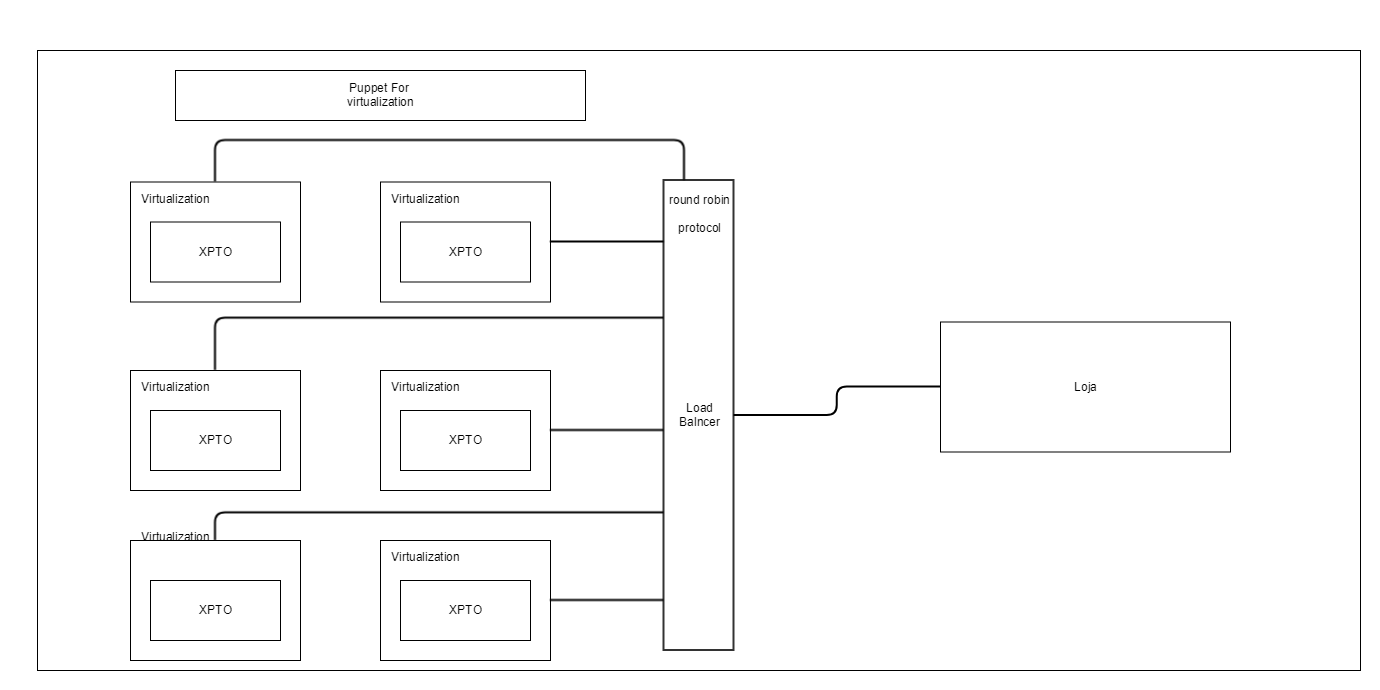 Puppet For
virtualization
Virtualization
XPTO
Virtualization
XPTO
round robin
protocol
Virtualization
XPTO
Virtualization
XPTO
Load
Balncer
Loja
Virtualization
XPTO
Virtualization
XPTO